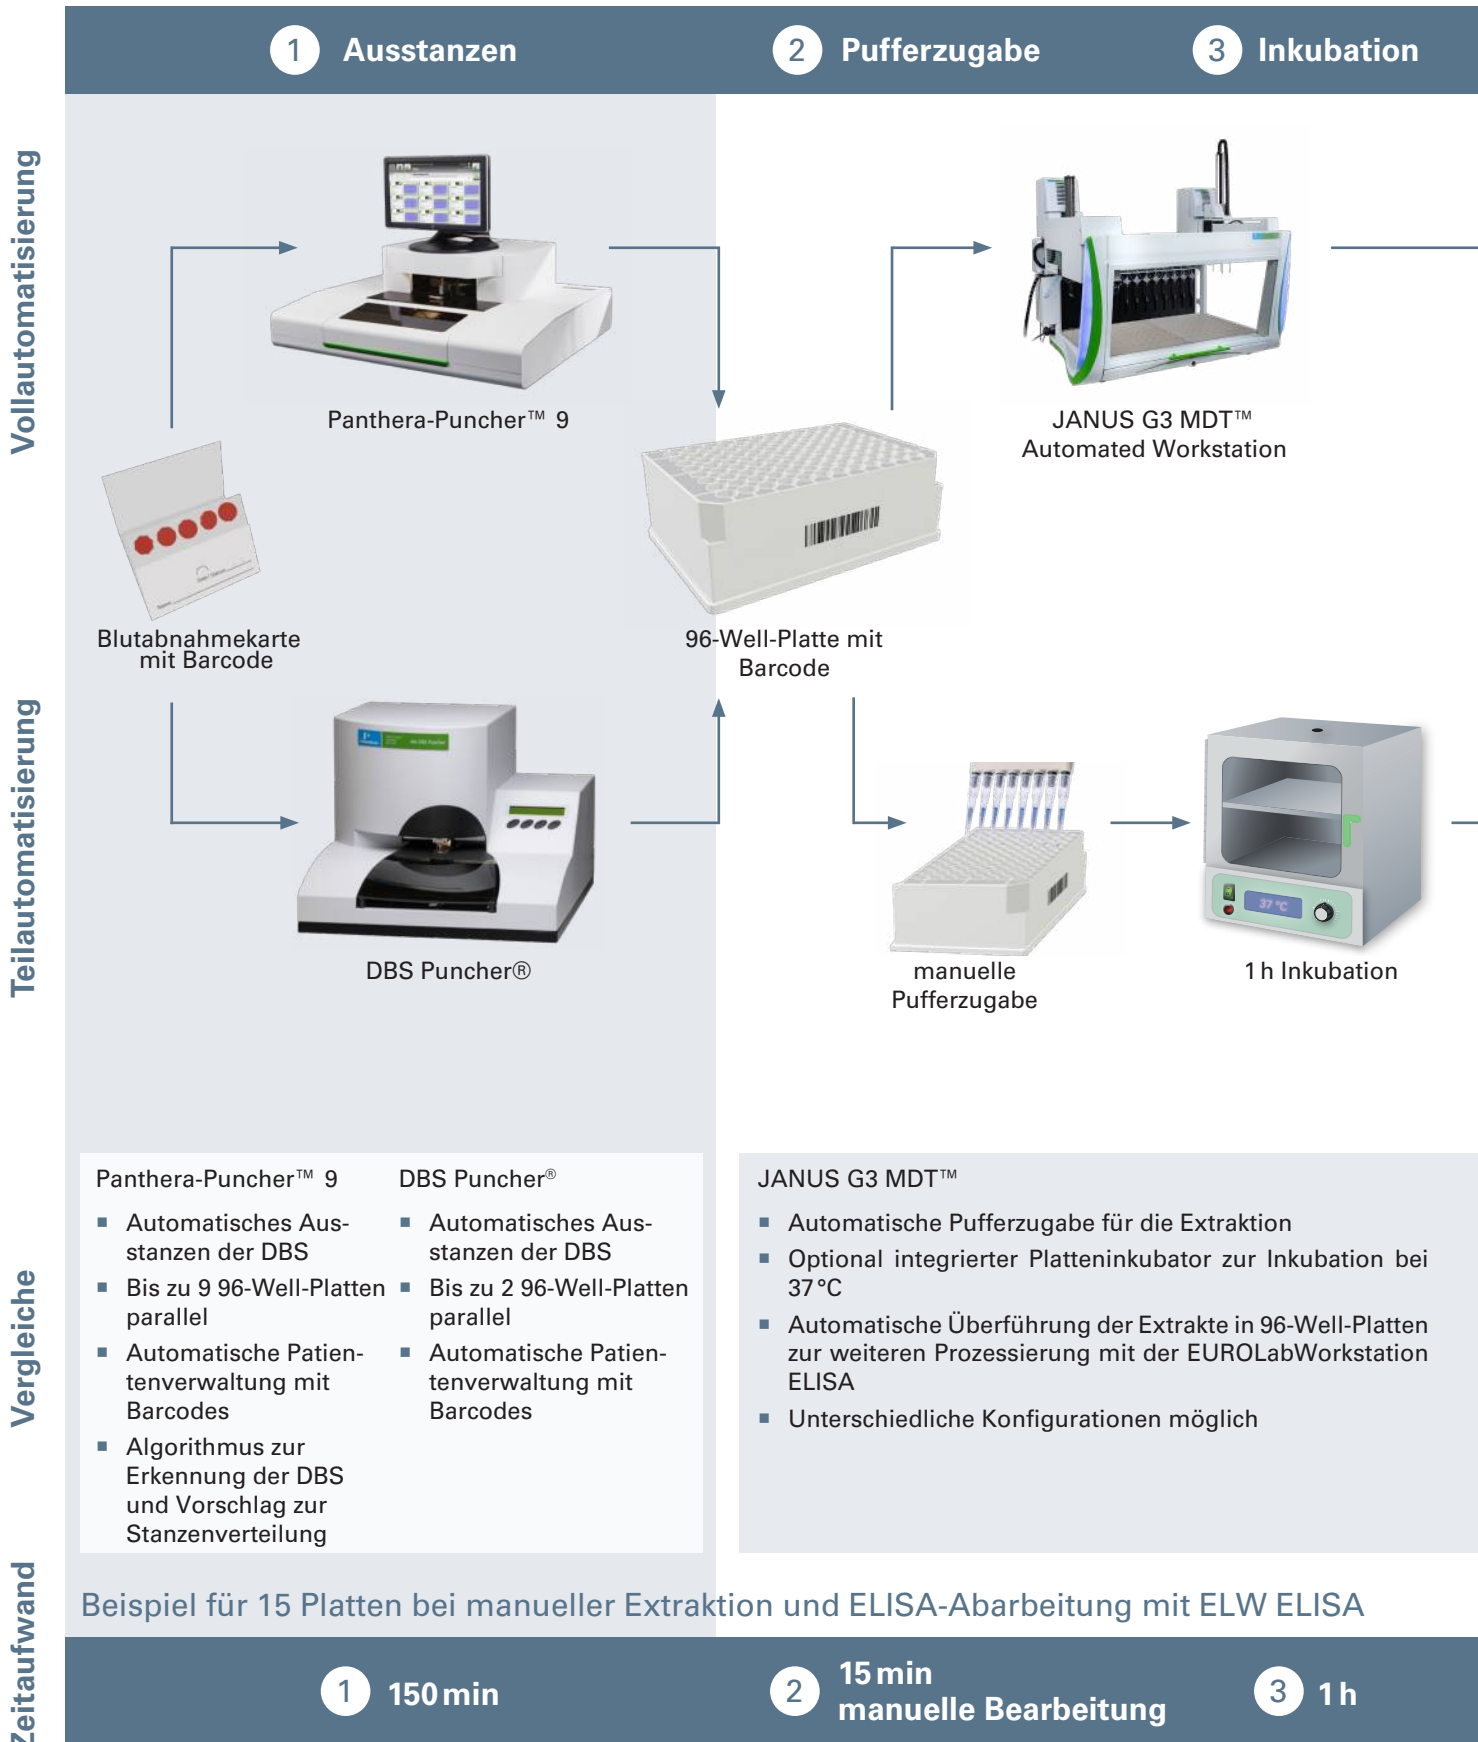 1 Ausstanzen
2 Pufferzugabe
3 Inkubation
Vollautomatisierung
Panthera-Puncher™ 9
JANUS G3 MDT™
Automated Workstation
Blutabnahmekarte
mit Barcode
96-Well-Platte mit
Barcode
Teilautomatisierung
DBS Puncher®
manuelle
Pufferzugabe
37 °C
1 h Inkubation
Vergleiche
Panthera-Puncher™ 9
▪ Automatisches Aus-
stanzen der DBS
▪ Bis zu 9 96-Well-Platten
parallel
▪ Automatische Patien-
tenverwaltung mit
Barcodes
▪ Algorithmus zur
Erkennung der DBS
und Vorschlag zur
Stanzenverteilung
DBS Puncher®
▪ Automatisches Aus-
stanzen der DBS
▪ Bis zu 2 96-Well-Platten
parallel
▪ Automatische Patien-
tenverwaltung mit
Barcodes
JANUS G3 MDT™
▪ Automatische Pufferzugabe für die Extraktion
▪ Optional integrierter Platteninkubator zur Inkubation bei
37 °C
▪ Automatische Überführung der Extrakte in 96-Well-Platten
zur weiteren Prozessierung mit der EUROLabWorkstation
ELISA
▪ Unterschiedliche Konfigurationen möglich
Zeitaufwand
Beispiel für 15 Platten bei manueller Extraktion und ELISA-Abarbeitung mit ELW ELISA
1 150 min
2 15 min
manuelle Bearbeitung
3 1 h